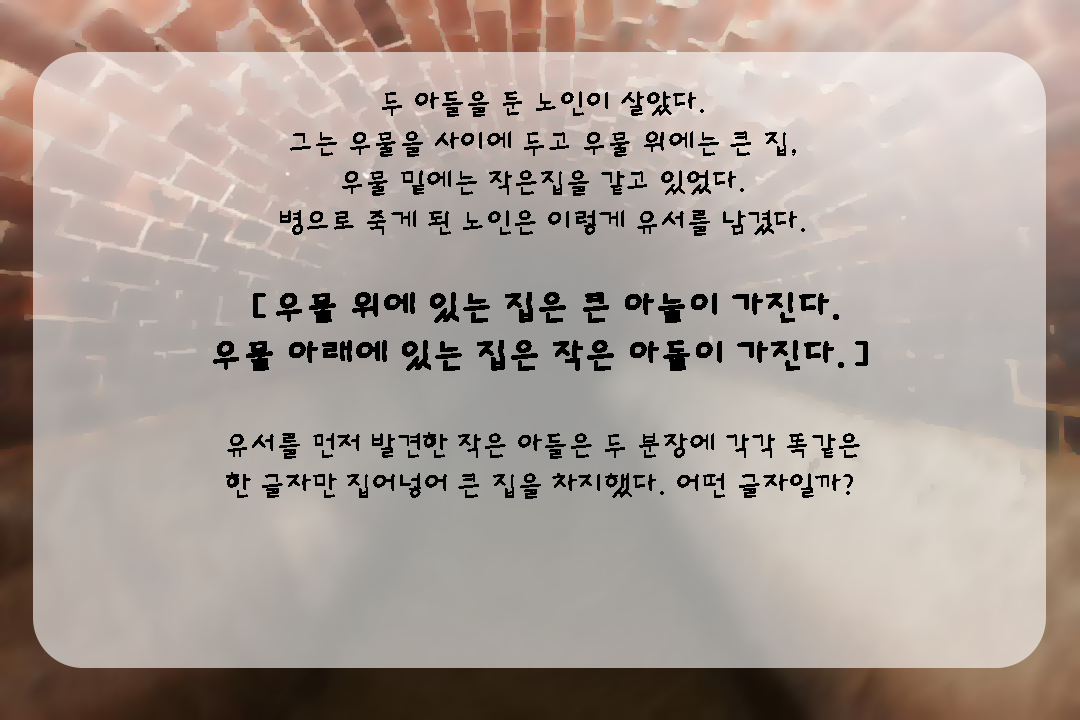 두 아들을 둔 노인이 살았다.
그는 우물을 사이에 두고 우물 위에는 큰 집,
우물 밑에는 작은집을 같고 있었다.
병으로 죽게 된 노인은 이렇게 유서를 남겼다.
[우물 위에 있는 집은 큰 아늘이 가진다.
우물 아래에 있는 집은 작은 아들이 가진다.]
유서를 먼저 발견한 작은 아들은 두 분장에 각각 똑같은
한 글자만 집어넣어 큰 집을 차지했다. 어떤 글자일까?